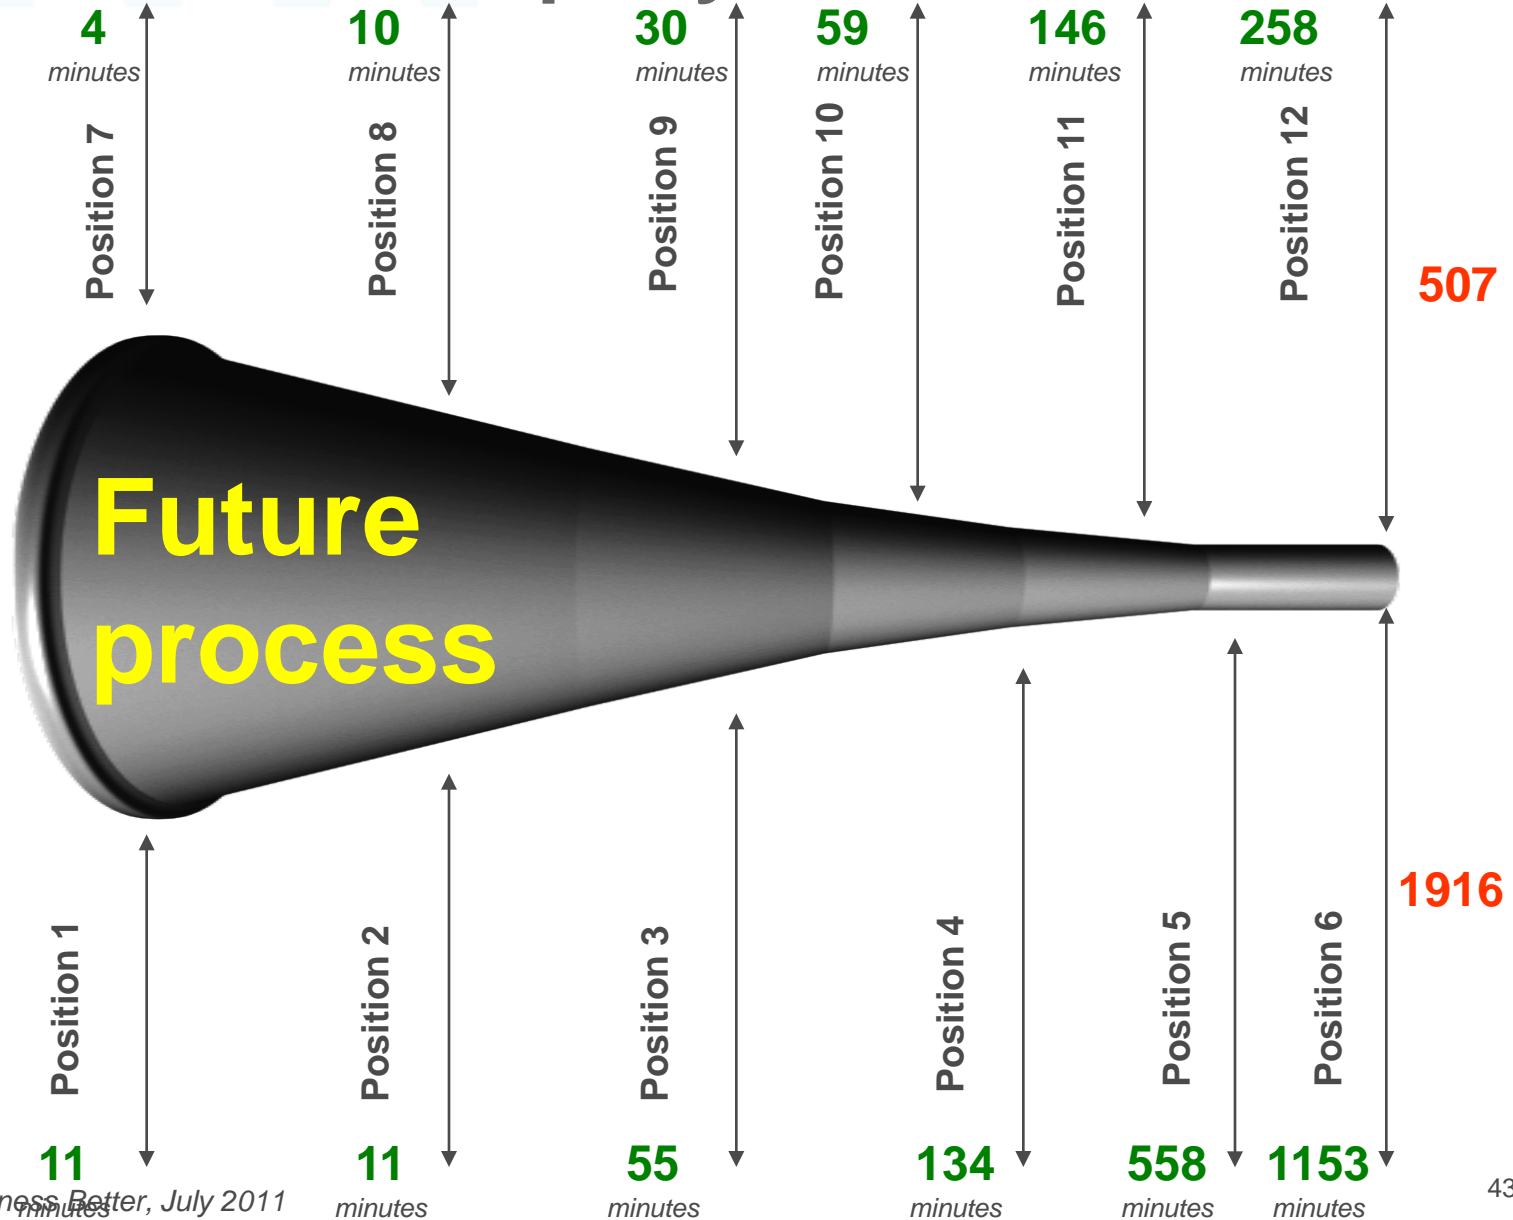 4
minutes
10
minutes
30
minutes
59
minutes
146
minutes
258
minutes
Position 7
Position 8
Position 9
Position 10
Position 11
Position 12
507
Future
process
1916
Position 1
Position 2
Position 3
Position 4
Position 5
Position 6
11
minutes
11
minutes
55
minutes
134
minutes
558
minutes
1153
minutes
Better, July 2011
43